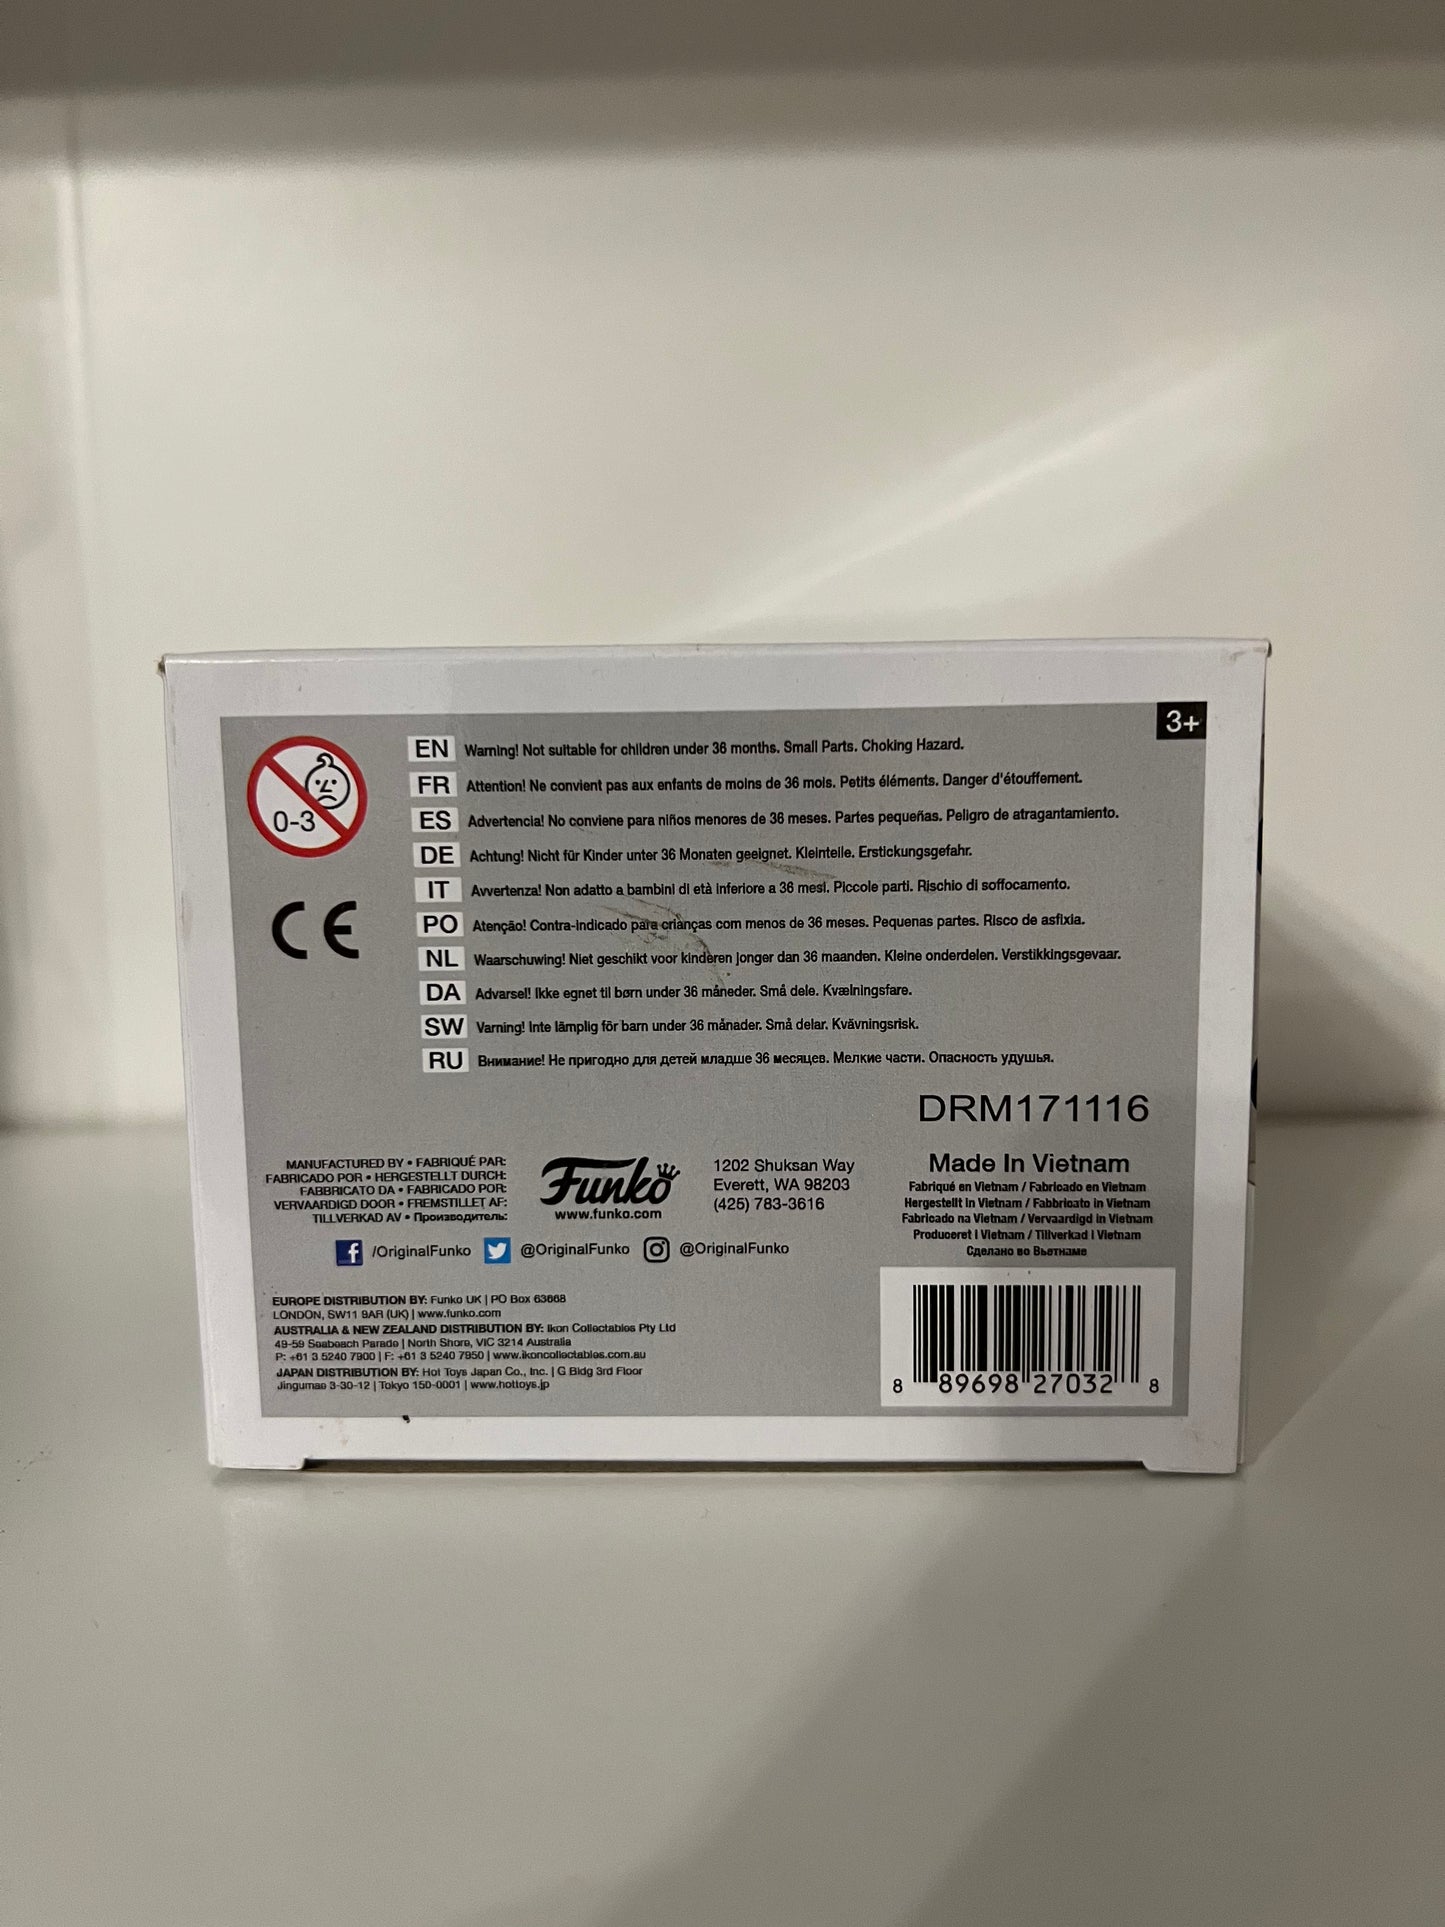 3+
0-3
CE
EN Warning! Not suitable for children under 36 months. Small Parts. Choking Hazard.
FR Attention! Ne convient pas aux enfants de moins de 36 mois. Petits éléments. Danger d'étouffement.
ES Advertencia! No conviene para niños menores de 36 meses. Partes pequeñas. Peligro de atragantamiento.
DE Achtung! Nicht für Kinder unter 36 Monaten geeignet. Kleinteile. Erstickungsgefahr.
IT Avvertenza! Non adatto a bambini di età inferiore a 36 mesi. Piccole parti. Rischio di soffocamento.
PO Atenção! Contra-indicado para crianças com menos de 36 meses. Pequenas partes. Risco de asfixia.
NL Waarschuwing! Niet geschikt voor kinderen jonger dan 36 maanden. Kleine onderdelen. Verstikkingsgevaar.
DA Advarsel! Ikke egnet til børn under 36 måneder. Små dele. Kvælningsfare.
SW Varning! Inte lämplig för barn under 36 månader. Små delar. Kvävningsrisk.
RU Внимание! Не пригодно для детей младше 36 месяцев. Мелкие части. Опасность удушья.
DRM171116
MANUFACTURED BY • FABRIQUÉ PAR:
FABRICADO POR • HERGESTELLT DURCH:
FABBRICATO DA • FABRICADO POR:
VERVAARDIGD DOOR • FREMSTILLET AF:
TILLVERKAD AV • Производитель:
Funko
www.funko.com
1202 Shuksan Way
Everett, WA 98203
(425) 783-3616
Made In Vietnam
Fabriqué en Vietnam / Fabricado en Vietnam
Hergestellt in Vietnam / Fabbricato in Vietnam
Fabricado na Vietnam / Vervaardigd in Vietnam
Produceret i Vietnam / Tillverkad i Vietnam
Сделано во Вьетнаме
/OriginalFunko @OriginalFunko @OriginalFunko
EUROPE DISTRIBUTION BY: Funko UK | PO Box 63668
LONDON, SW11 9AR (UK) | www.funko.com
AUSTRALIA & NEW ZEALAND DISTRIBUTION BY: Ikon Collectables Pty Ltd
49-59 Seabeach Parade | North Shore, VIC 3214 Australia
P: +61 3 5240 7900 | F: +61 3 5240 7950 | www.ikoncollectables.com.au
JAPAN DISTRIBUTION BY: Hot Toys Japan Co., Inc. | G Bldg 3rd Floor
Jingumae 3-30-12 | Tokyo 150-0001 | www.hottoys.jp
8 89698 27032 8